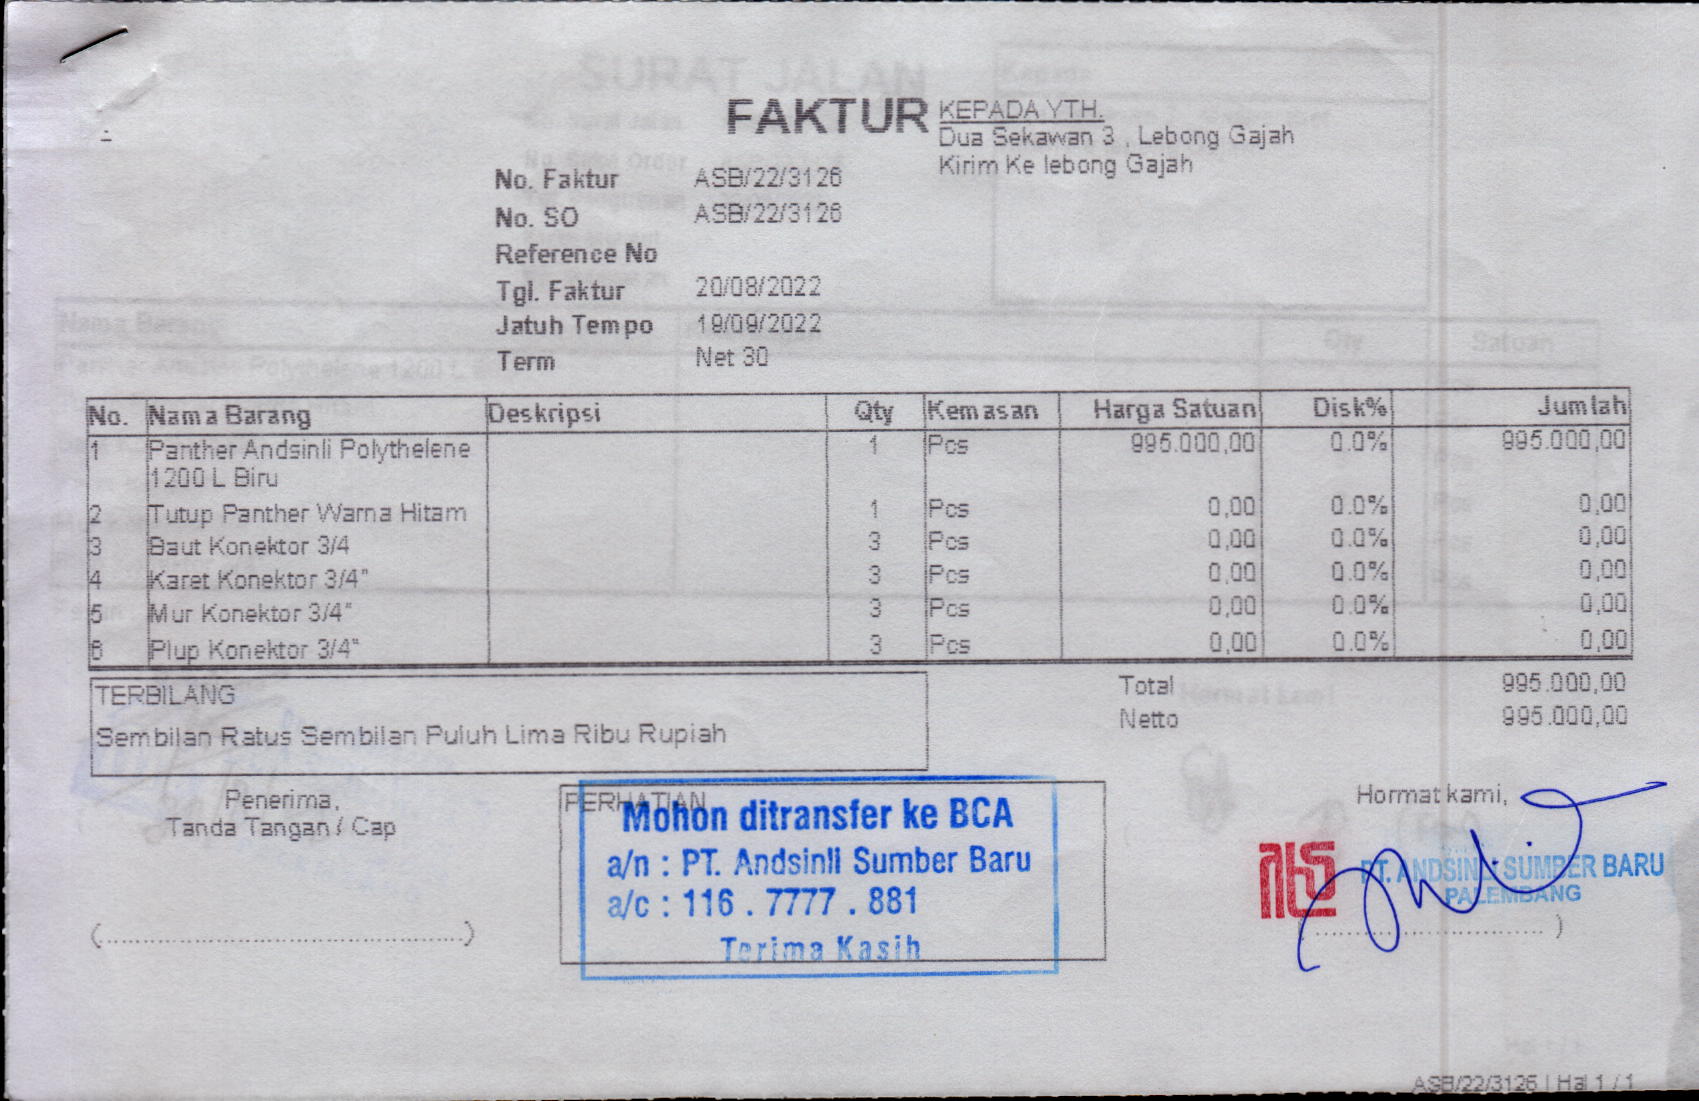 FAKTUR
KEPADA YTH.
Dua Sekawan 3 , Lebong Gajah
Kirim Ke lebong Gajah
No. Faktur ASB/22/3126
No. SO ASB/22/3126
Reference No
Tgl. Faktur 20/08/2022
Jatuh Tempo 19/09/2022
Term Net 30
No. Nama Barang Deskripsi Qty Kemasan Harga Satuan Disk% Jumlah
1 Panther Andsinli Polythelene 1 Pcs 995.000,00 0.0% 995.000,00
1200 L Biru
2 Tutup Panther Warna Hitam 1 Pcs 0,00 0.0% 0,00
3 Baut Konektor 3/4 3 Pcs 0,00 0.0% 0,00
4 Karet Konektor 3/4" 3 Pcs 0,00 0.0% 0,00
5 Mur Konektor 3/4" 3 Pcs 0,00 0.0% 0,00
6 Plup Konektor 3/4" 3 Pcs 0,00 0.0% 0,00
Total 995.000,00
Netto 995.000,00
TERBILANG
Sembilan Ratus Sembilan Puluh Lima Ribu Rupiah
Penerima,
Tanda Tangan / Cap
(....................................................)
PERHATIAN
Mohon ditransfer ke BCA
a/n : PT. Andsinli Sumber Baru
a/c : 116 . 7777 . 881
Terima Kasih
Hormat kami,
PT. ANDSINLI SUMBER BARU
PALEMBANG
(................................)
ASB/22/3126 | Hal 1 / 1